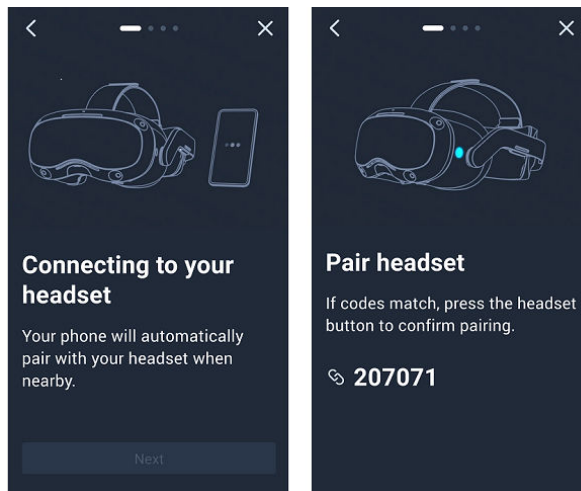 Connecting to your
headset
Your phone will automatically
pair with your headset when
nearby.
Next
Pair headset
If codes match, press the headset
button to confirm pairing.
207071